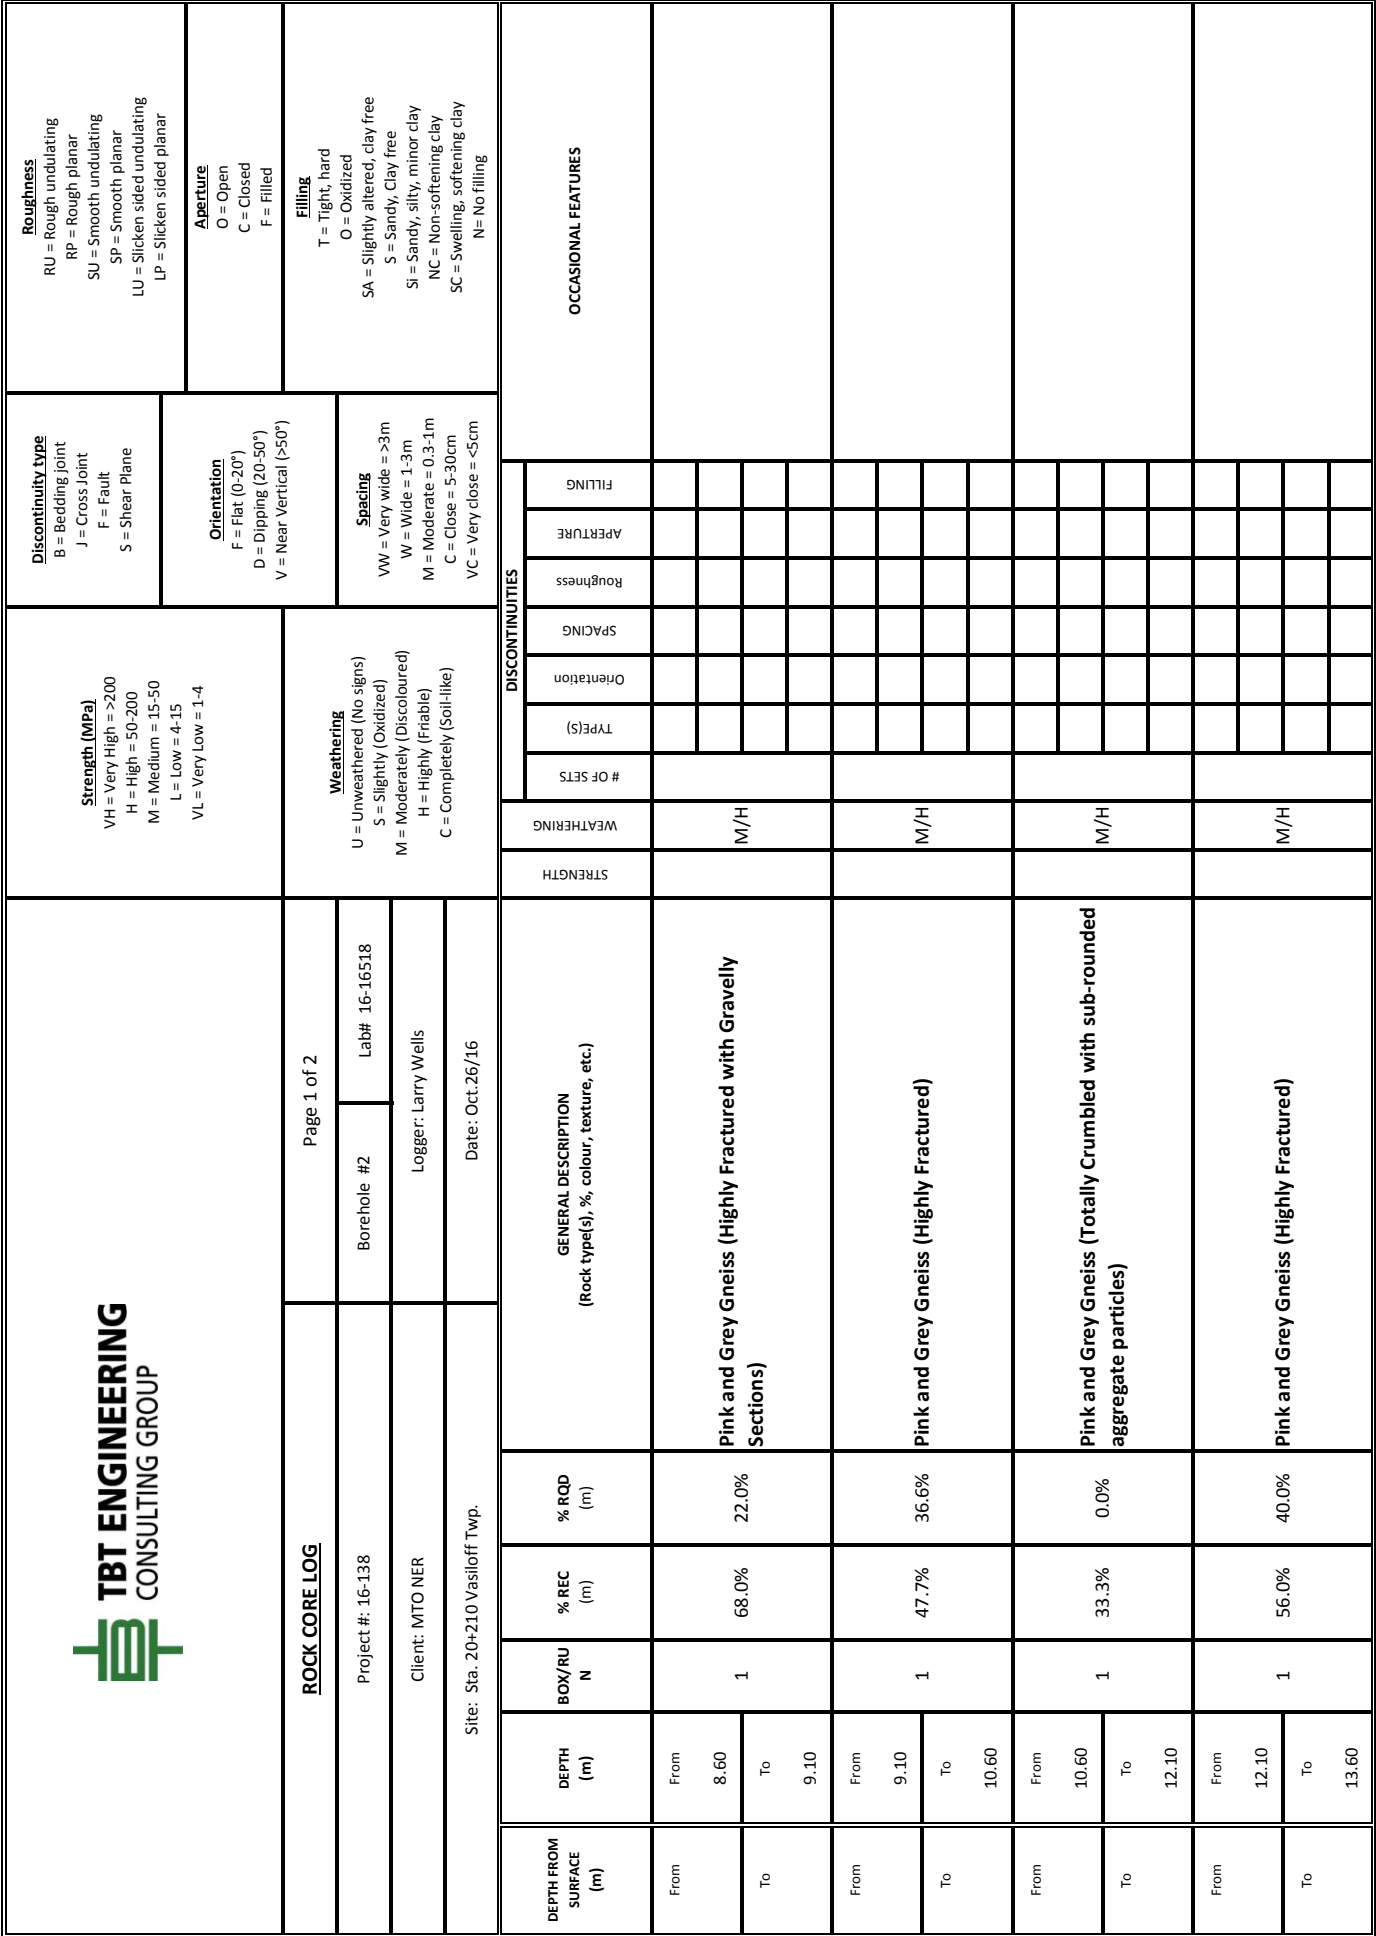 TBT ENGINEERING
CONSULTING GROUP
ROCK CORE LOG
Page 1 of 2
Project #: 16-138
Borehole #2
Lab# 16-16518
Client: MTO NER
Logger: Larry Wells
Site: Sta. 20+210 Vasiloff Twp.
Date: Oct.26/16
Strength (MPa)
VH = Very High = >200
H = High = 50-200
M = Medium = 15-50
L = Low = 4-15
VL = Very Low = 1-4
Weathering
U = Unweathered (No signs)
S = Slightly (Oxidized)
M = Moderately (Discoloured)
H = Highly (Friable)
C = Completely (Soil-like)
Discontinuity type
B = Bedding joint
J = Cross Joint
F = Fault
S = Shear Plane
Orientation
F = Flat (0-20°)
D = Dipping (20-50°)
V = Near Vertical (>50°)
Spacing
VW = Very wide = >3m
W = Wide = 1-3m
M = Moderate = 0.3-1m
C = Close = 5-30cm
VC = Very close = <5cm
Roughness
RU = Rough undulating
RP = Rough planar
SU = Smooth undulating
SP = Smooth planar
LU = Slicken sided undulating
LP = Slicken sided planar
Aperture
O = Open
C = Closed
F = Filled
Filling
T = Tight, hard
O = Oxidized
SA = Slightly altered, clay free
S = Sandy, Clay free
Si = Sandy, silty, minor clay
NC = Non-softening clay
SC = Swelling, softening clay
N= No filling
DEPTH FROM
SURFACE
(m)
DEPTH
(m)
BOX/RU
N
% REC
(m)
% RQD
(m)
GENERAL DESCRIPTION
(Rock type(s), %, colour, texture, etc.)
STRENGTH
WEATHERING
DISCONTINUITIES
# OF SETS
TYPE(S)
Orientation
SPACING
Roughness
APERTURE
FILLING
OCCASIONAL FEATURES
From
From
8.60
To
To
9.10
1
68.0%
22.0%
Pink and Grey Gneiss (Highly Fractured with Gravelly
Sections)
M/H
From
From
9.10
To
To
10.60
1
47.7%
36.6%
Pink and Grey Gneiss (Highly Fractured)
M/H
From
From
10.60
To
To
12.10
1
33.3%
0.0%
Pink and Grey Gneiss (Totally Crumbled with sub-rounded
aggregate particles)
M/H
From
From
12.10
To
To
13.60
1
56.0%
40.0%
Pink and Grey Gneiss (Highly Fractured)
M/H